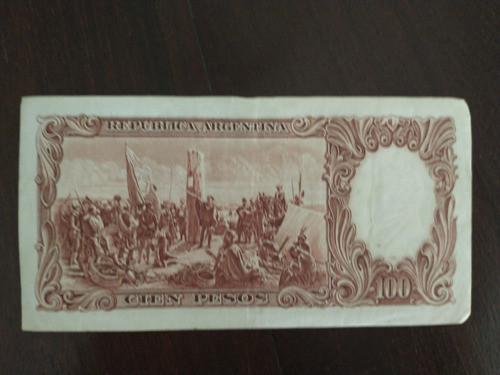 REPUBLICA ARGENTINA
CIEN PESOS
100